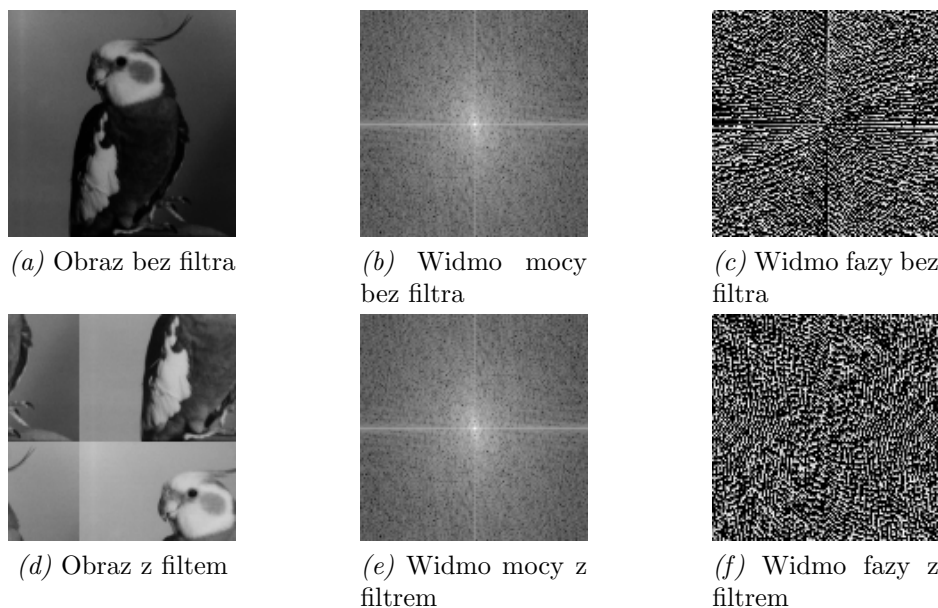 (a) Obraz bez filtra
(b) Widmo mocy
bez filtra
(c) Widmo fazy bez
filtra
(d) Obraz z filtem
(e) Widmo mocy z
filtrem
(f) Widmo fazy z
filtrem